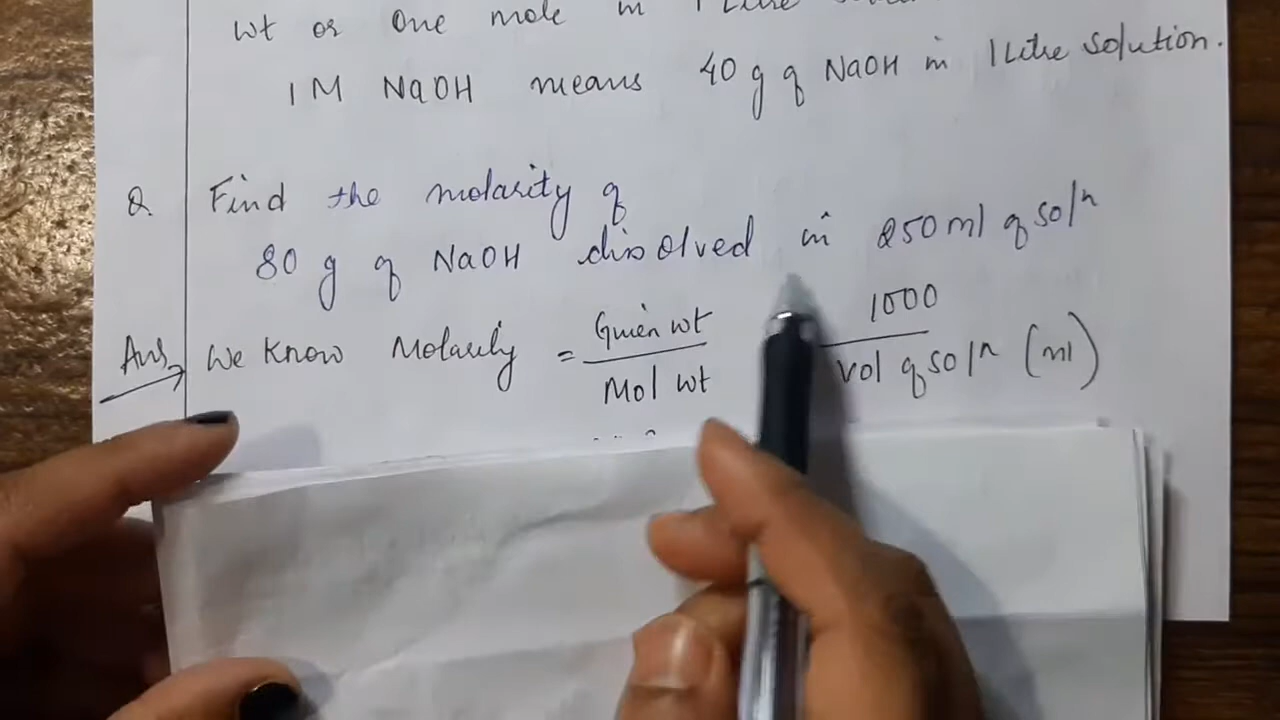 wt or one mole in 1 Litre
1M NaOH means 40 g of NaOH in 1 Litre solution.
Q. Find the molarity of
80 g of NaOH dissolved in 250 ml of solⁿ
Ans, We Know Molarity = Given wt / Mol wt 1000 / vol of solⁿ (ml)